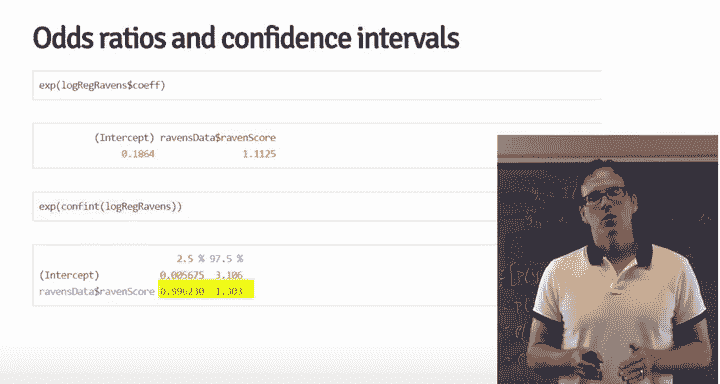 Odds ratios and confidence intervals
exp(logRegRavens$coeff)
(Intercept) ravensData$ravenScore
0.1864 1.1125
exp(confint(logRegRavens))
2.5 % 97.5 %
(Intercept) 0.005675 3.106
ravensData$ravenScore 0.996230 1.303